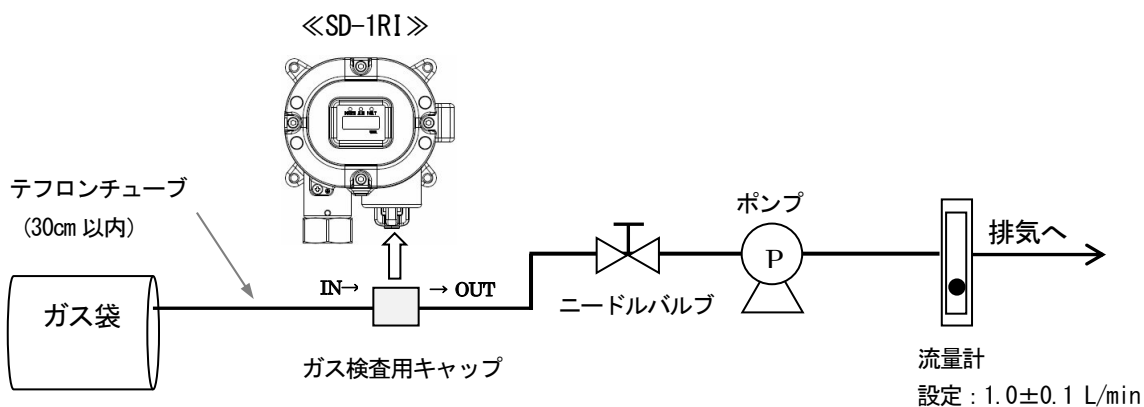 ≪SD-1RI≫
テフロンチューブ
(30cm 以内)
ポンプ
排気へ
P
IN→
→ OUT
ガス袋
ニードルバルブ
ガス検査用キャップ
流量計
設定：1.0±0.1 L/min